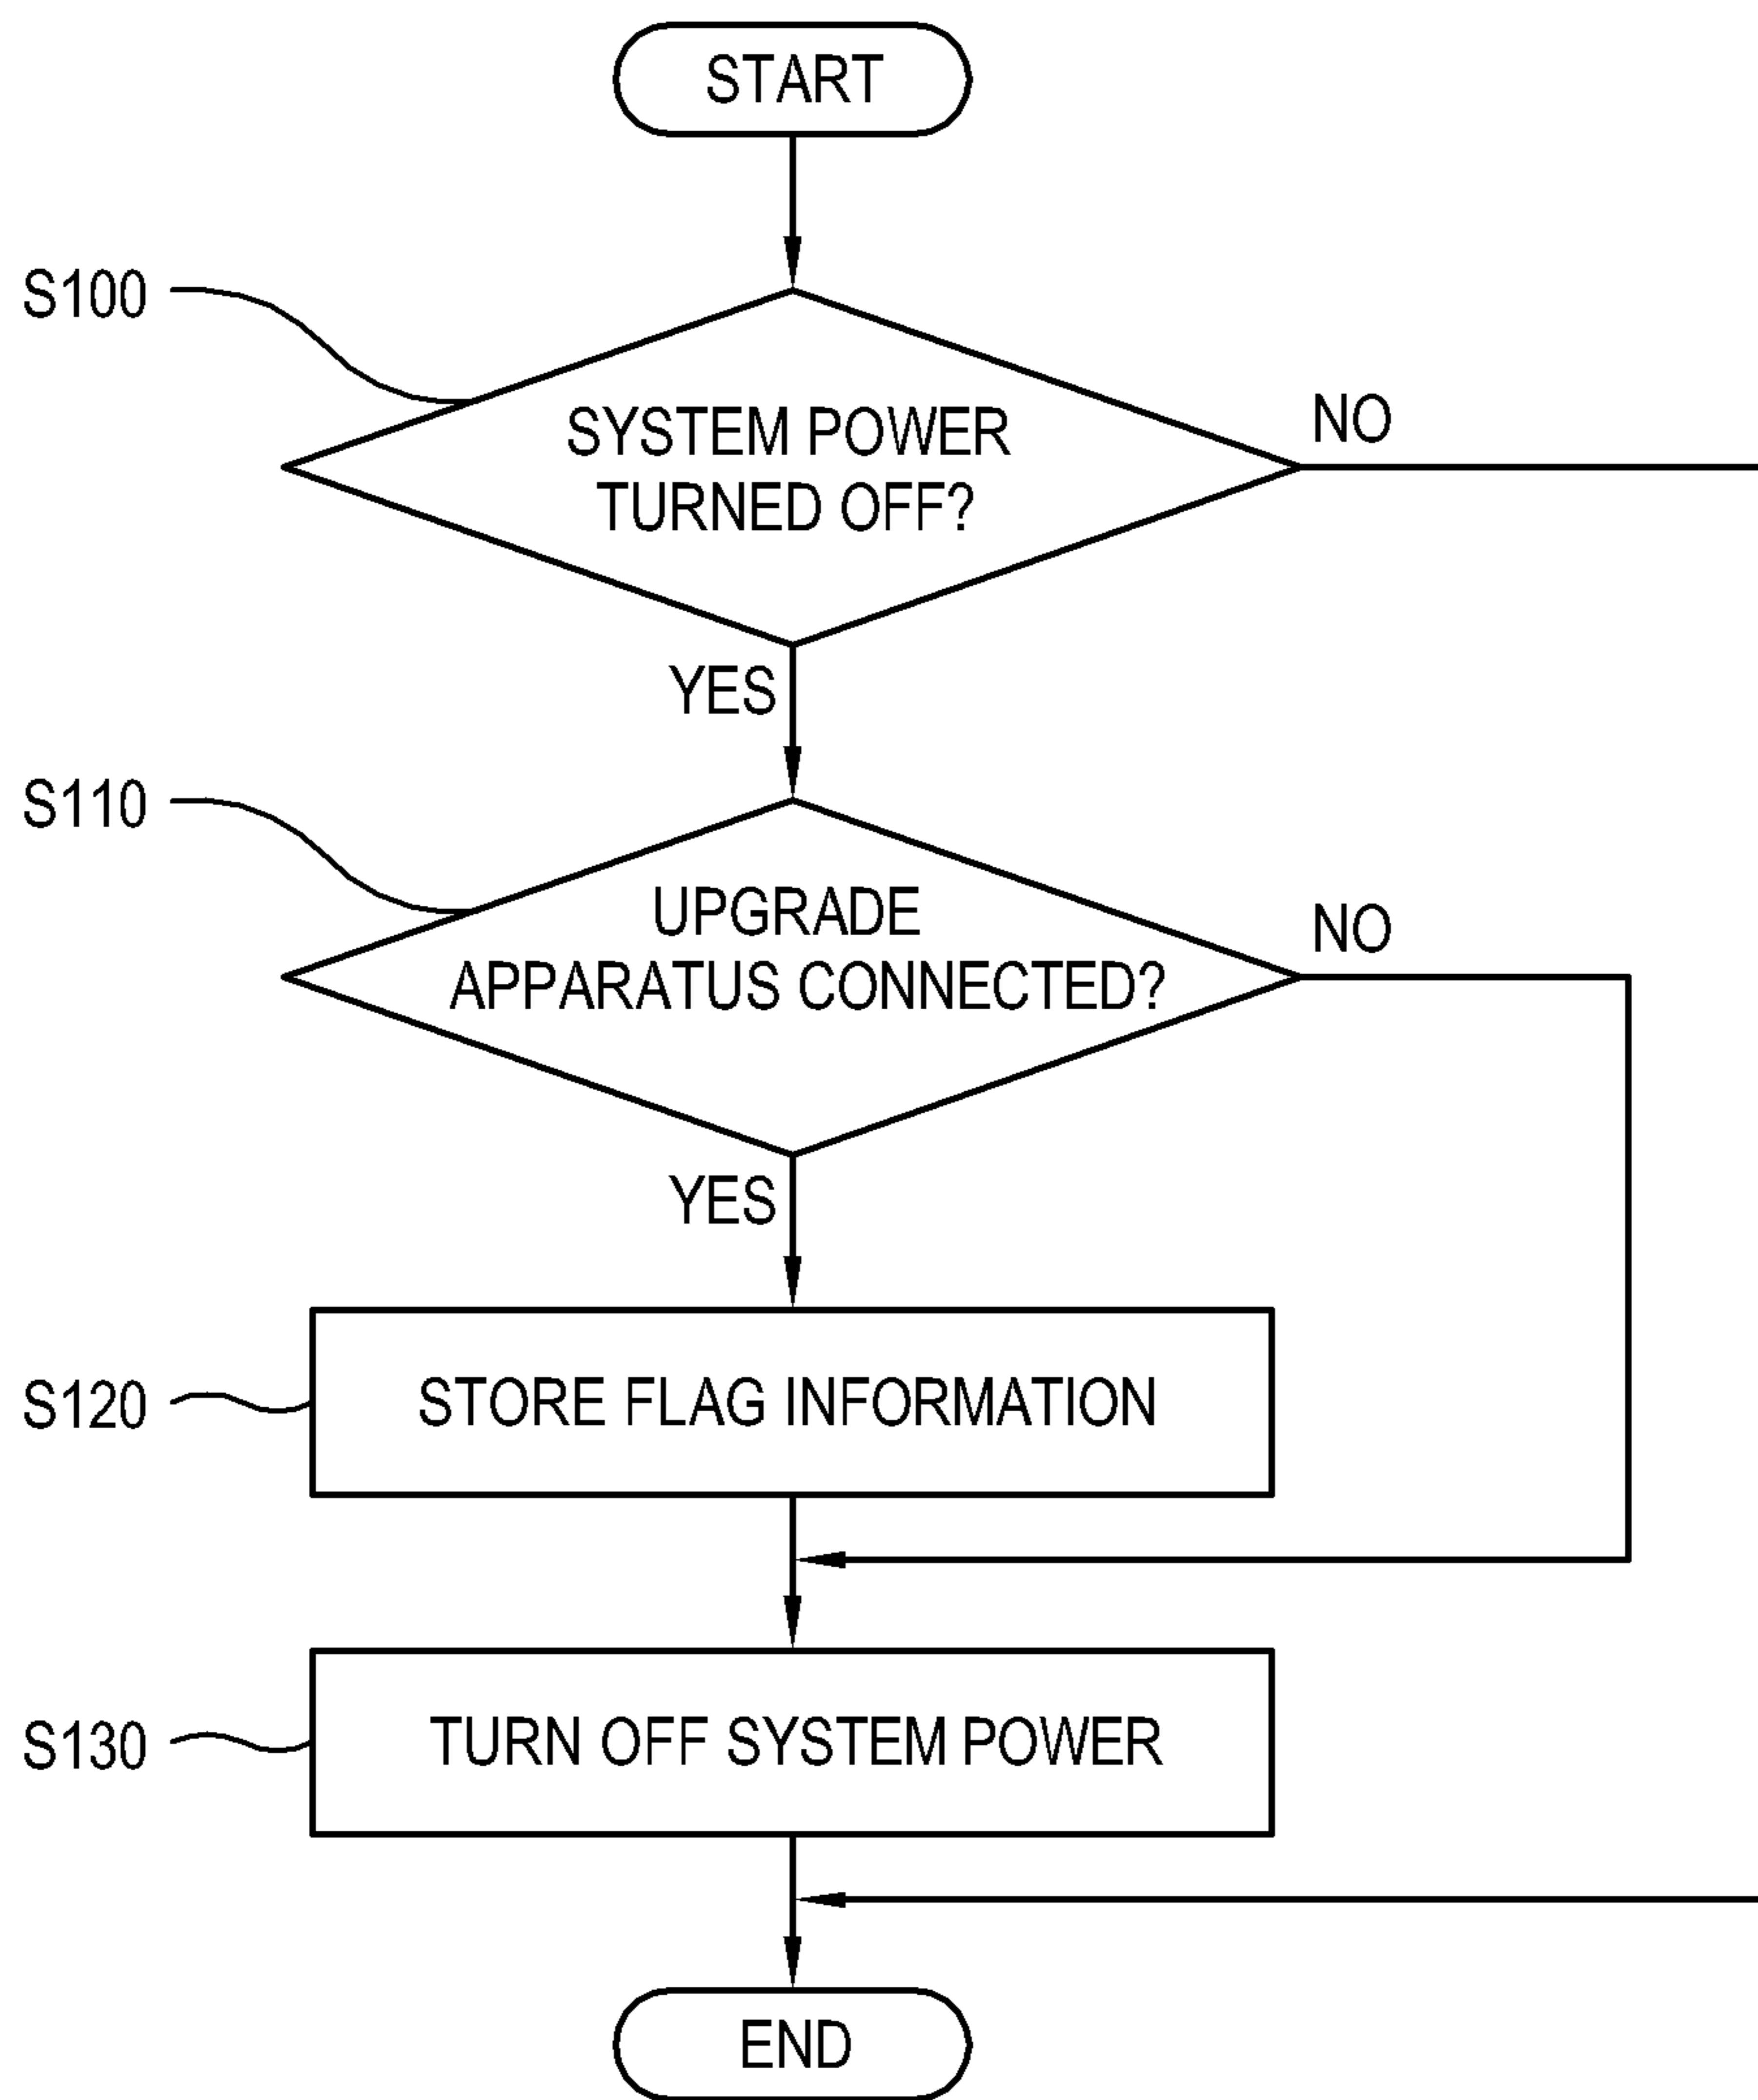 START
S100
SYSTEM POWER
TURNED OFF?
NO
YES
S110
UPGRADE
APPARATUS CONNECTED?
NO
YES
S120
STORE FLAG INFORMATION
S130
TURN OFF SYSTEM POWER
END